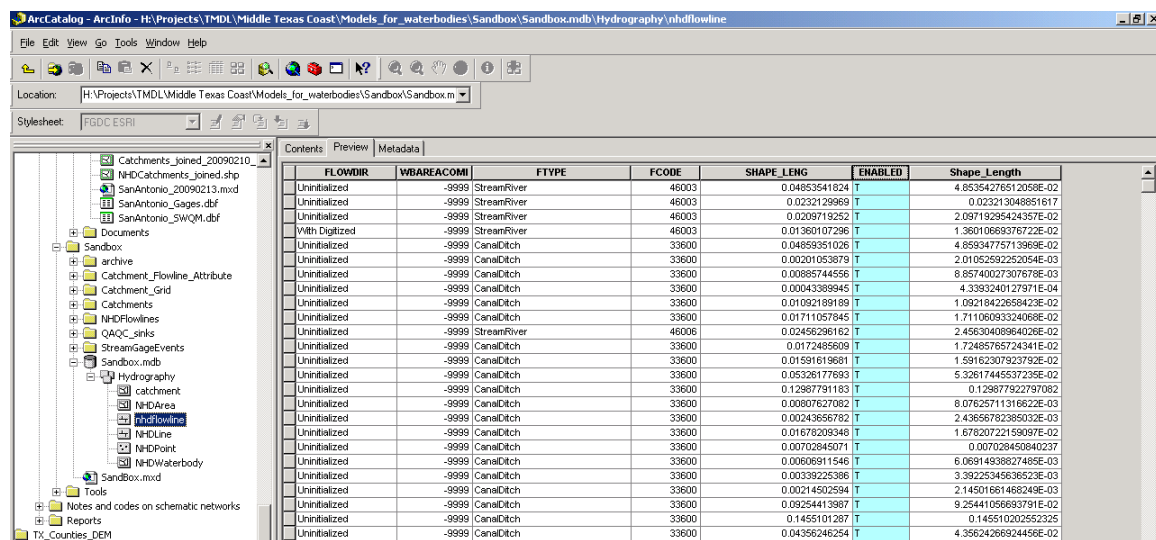 ArcCatalog - ArcInfo - H:\Projects\TMDL\Middle Texas Coast\Models_for_waterbodies\Sandbox\Sandbox.mdb\Hydrography\nhdflowline
File Edit View Go Tools Window Help
Location: H:\Projects\TMDL\Middle Texas Coast\Models_for_waterbodies\Sandbox\Sandbox.m
Stylesheet: FGDC ESRI
Catchments_joined_20090210_
NHDCatchments_joined.shp
SanAntonio_20090213.mxd
SanAntonio_Gages.dbf
SanAntonio_SWQM.dbf
Documents
Sandbox
archive
Catchment_Flowline_Attribute
Catchment_Grid
Catchments
NHDFlowlines
QAQC_sinks
StreamGageEvents
Sandbox.mdb
Hydrography
catchment
NHDArea
nhdflowline
NHDLine
NHDPoint
NHDWaterbody
SandBox.mxd
Tools
Notes and codes on schematic networks
Reports
TX_Counties_DEM
Contents Preview Metadata
FLOWDIR WBAREACOMI FTYPE FCODE SHAPE_LENG ENABLED Shape_Length
Uninitialized -9999 StreamRiver 46003 0.04853541824 T 4.85354276512058E-02
Uninitialized -9999 StreamRiver 46003 0.0232129969 T 0.023213048851617
Uninitialized -9999 StreamRiver 46003 0.0209719252 T 2.09719295424357E-02
With Digitized -9999 StreamRiver 46003 0.01360107296 T 1.36010669376722E-02
Uninitialized -9999 CanalDitch 33600 0.04859351026 T 4.85934775713969E-02
Uninitialized -9999 CanalDitch 33600 0.00201053879 T 2.01052592252054E-03
Uninitialized -9999 CanalDitch 33600 0.00885744556 T 8.85740027307678E-03
Uninitialized -9999 CanalDitch 33600 0.00043389945 T 4.3393240127971E-04
Uninitialized -9999 CanalDitch 33600 0.01092189189 T 1.09218422658423E-02
Uninitialized -9999 CanalDitch 33600 0.01711057845 T 1.71106093324068E-02
Uninitialized -9999 StreamRiver 46006 0.02456296162 T 2.45630408964026E-02
Uninitialized -9999 CanalDitch 33600 0.0172485609 T 1.72485765724341E-02
Uninitialized -9999 CanalDitch 33600 0.01591619681 T 1.59162307923792E-02
Uninitialized -9999 CanalDitch 33600 0.05326177693 T 5.32617445537235E-02
Uninitialized -9999 CanalDitch 33600 0.12987791183 T 0.129877922797082
Uninitialized -9999 CanalDitch 33600 0.00807627082 T 8.07625711316622E-03
Uninitialized -9999 CanalDitch 33600 0.00243656782 T 2.43656782385032E-03
Uninitialized -9999 CanalDitch 33600 0.01678209348 T 1.67820722159097E-02
Uninitialized -9999 CanalDitch 33600 0.00702845071 T 0.007028450840237
Uninitialized -9999 CanalDitch 33600 0.00606911546 T 6.06914938827485E-03
Uninitialized -9999 CanalDitch 33600 0.00339225386 T 3.39225345636523E-03
Uninitialized -9999 CanalDitch 33600 0.00214502594 T 2.14501661468249E-03
Uninitialized -9999 CanalDitch 33600 0.09254413987 T 9.25441056693791E-02
Uninitialized -9999 CanalDitch 33600 0.1455101287 T 0.145510202552325
Uninitialized -9999 CanalDitch 33600 0.04356246254 T 4.35624266924456E-02